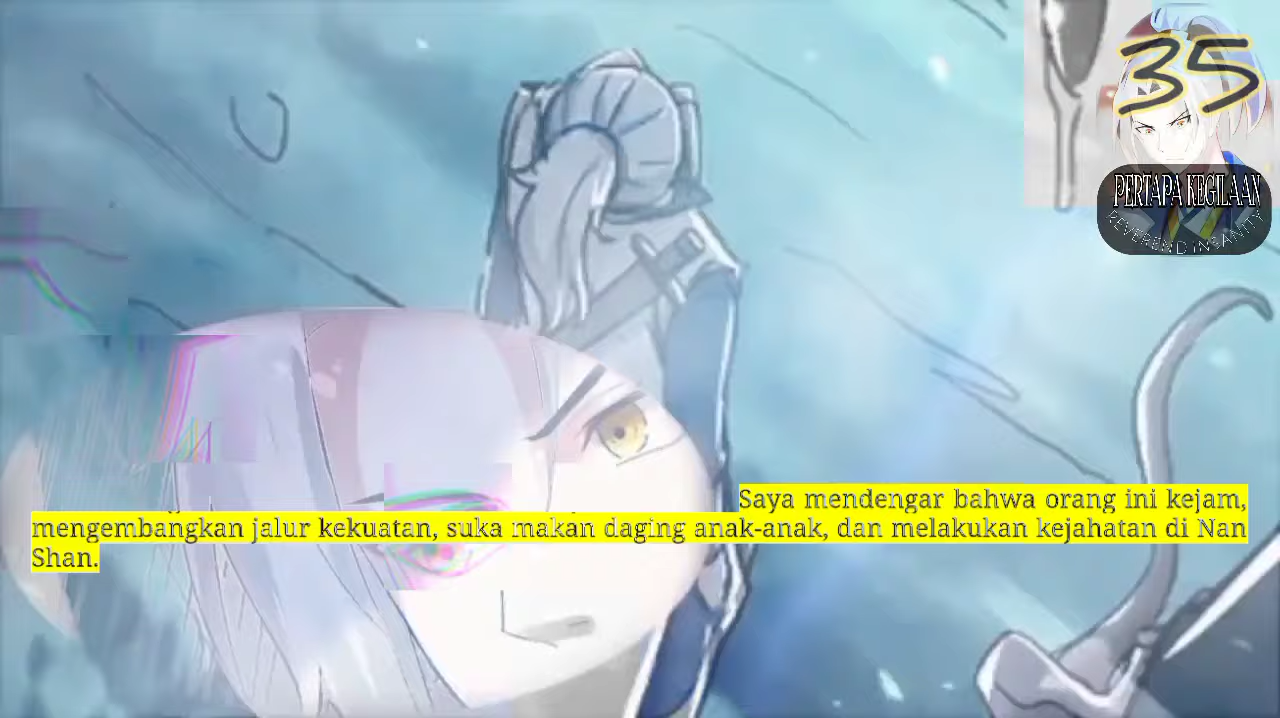 35
PERTAPA KEGILAAN
REVEREND INSANITY
Saya mendengar bahwa orang ini kejam,
mengembangkan jalur kekuatan, suka makan daging anak-anak, dan melakukan kejahatan di Nan
Shan.